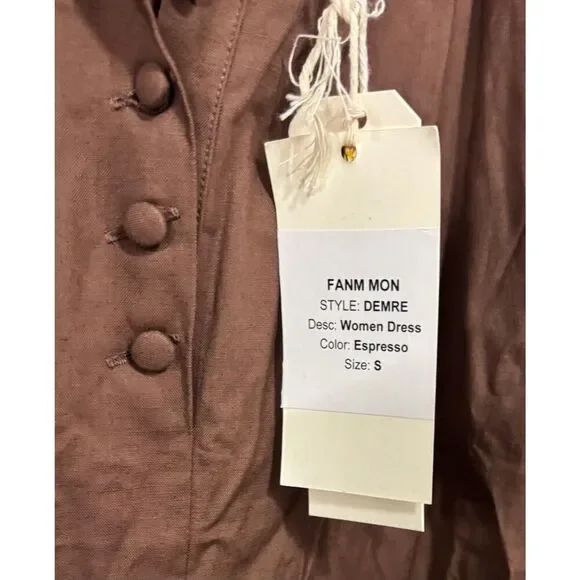 FANM MON
STYLE: DEMRE
Desc: Women Dress
Color: Espresso
Size: S